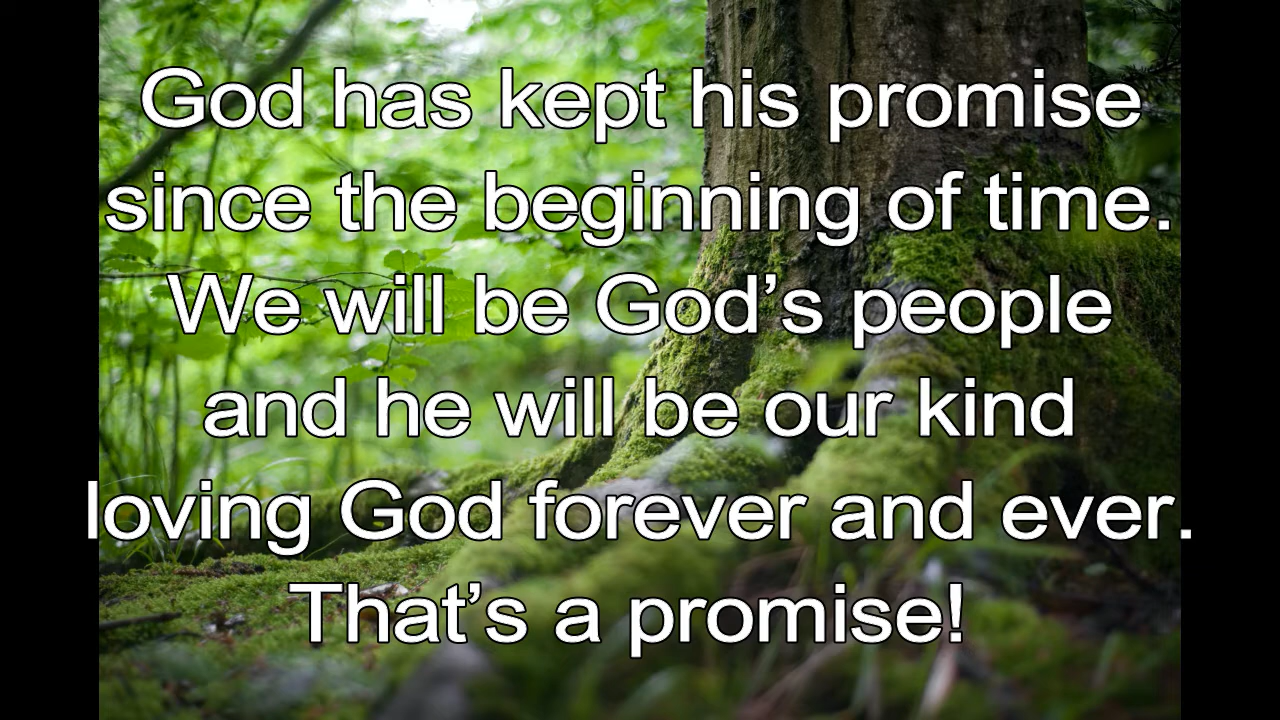 God has kept his promise
since the beginning of time.
We will be God’s people
and he will be our kind
loving God forever and ever.
That’s a promise!